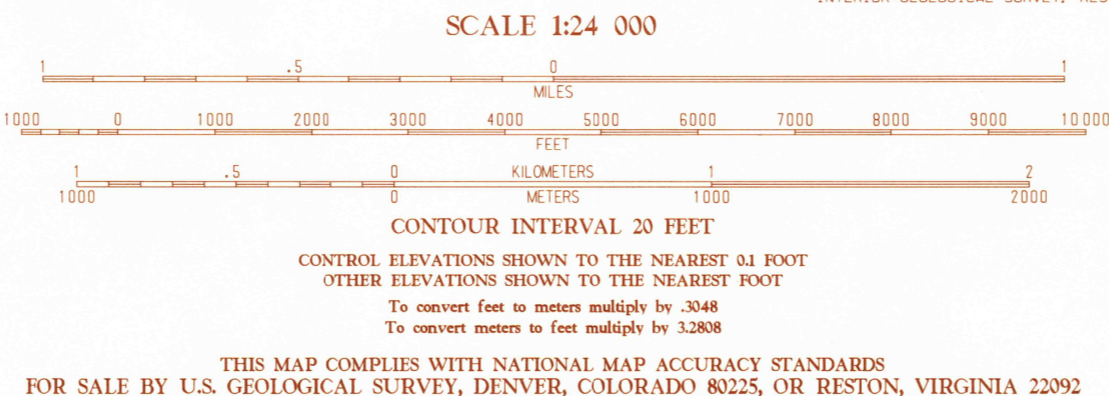 SCALE 1:24 000
1 .5 0 1
MILES
1000 0 1000 2000 3000 4000 5000 6000 7000 8000 9000 10 000
FEET
1 .5 0 KILOMETERS 1 2
1000 0 METERS 1000 2000
CONTOUR INTERVAL 20 FEET
CONTROL ELEVATIONS SHOWN TO THE NEAREST 0.1 FOOT
OTHER ELEVATIONS SHOWN TO THE NEAREST FOOT
To convert feet to meters multiply by .3048
To convert meters to feet multiply by 3.2808
THIS MAP COMPLIES WITH NATIONAL MAP ACCURACY STANDARDS
FOR SALE BY U.S. GEOLOGICAL SURVEY, DENVER, COLORADO 80225, OR RESTON, VIRGINIA 22092